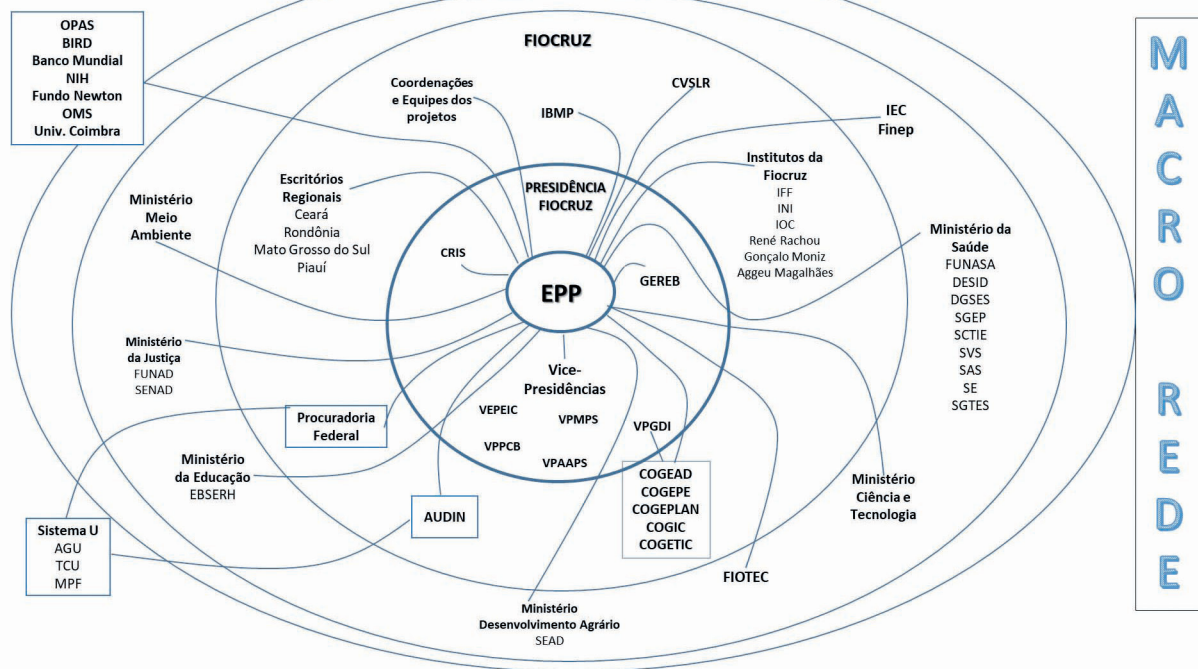 OPAS
BIRD
Banco Mundial
NIH
Fundo Newton
OMS
Univ. Coimbra
FIOCRUZ
Coordenações
e Equipes dos
projetos
IBMP
CVSLR
IEC
Finep
Escritórios
Regionais
Ceará
Rondônia
Mato Grosso do Sul
Piauí
PRESIDÊNCIA
FIOCRUZ
Institutos da
Fiocruz
IFF
INI
IOC
René Rachou
Gonçalo Moniz
Aggeu Magalhães
Ministério
Meio
Ambiente
Ministério da
Saúde
FUNASA
DESID
DGSES
SGEP
SCTIE
SVS
SAS
SE
SGTES
CRIS
EPP
GEREB
Ministério
da Justiça
FUNAD
SENAD
Vice-
Presidências
VEPEIC
VPMPS
VPGDI
VPPCB
VPAAPS
Procuradoria
Federal
Ministério
da Educação
EBSERH
COGEAD
COGEPE
COGEPLAN
COGIC
COGETIC
Ministério
Ciência e
Tecnologia
AUDIN
Sistema U
AGU
TCU
MPF
FIOTEC
Ministério
Desenvolvimento Agrário
SEAD
MACRO REDE